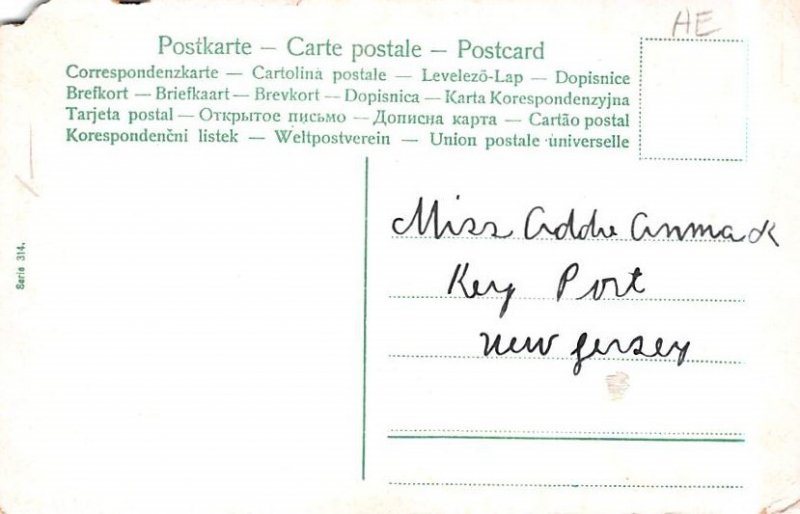 AE
Postkarte – Carte postale – Postcard
Correspondenzkarte — Cartolina postale — Levelező-Lap — Dopisnice
Brefkort — Briefkaart — Brevkort — Dopisnica — Karta Korespondenzyjna
Tarjeta postal — Открытое письмо — Дописна карта — Cartão postal
Korespondenční listek — Weltpostverein — Union postale universelle
Serie 314.
Miss Addie Anmack
Key Port
New Jersey